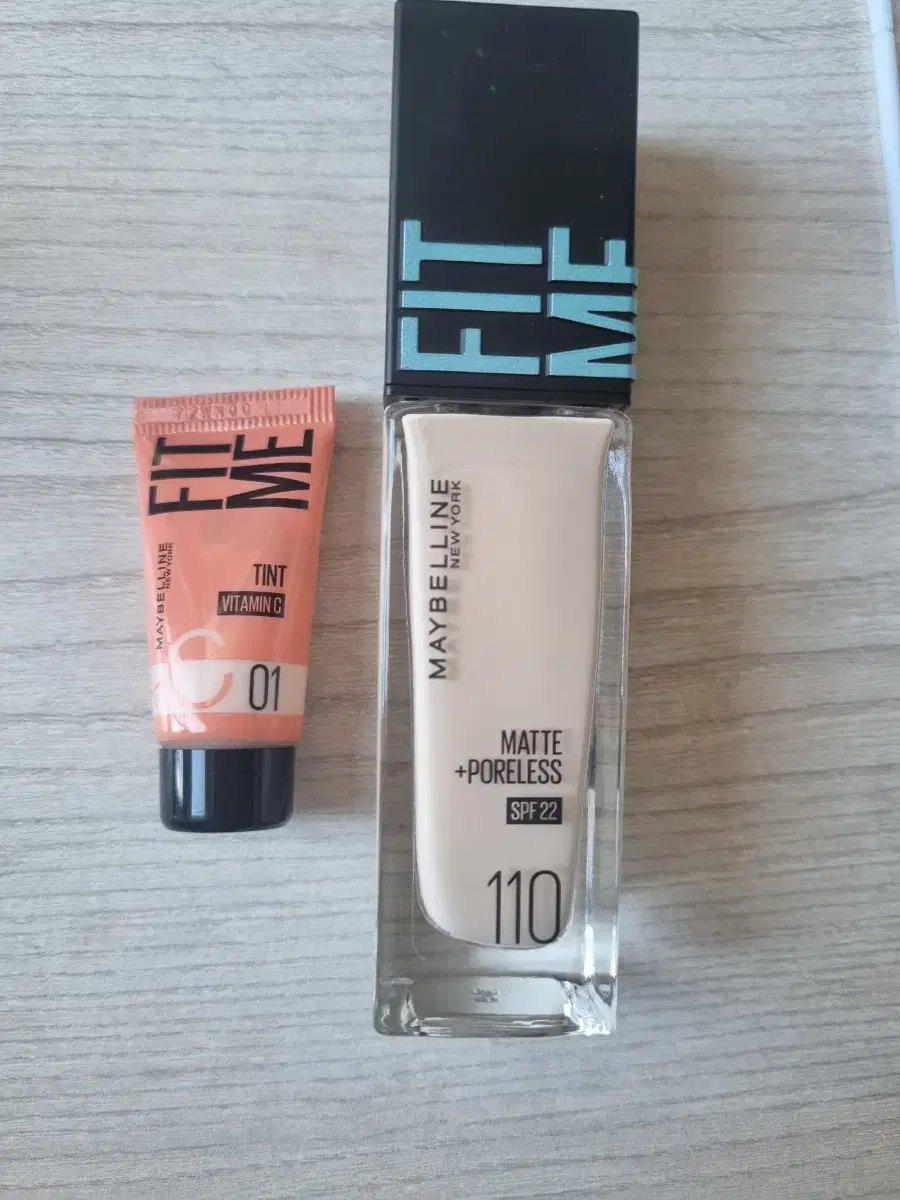 FIT
ME
MAYBELLINE
NEW YORK
TINT
VITAMIN C
C
01
FIT
ME
MAYBELLINE
NEW YORK
MATTE
+PORELESS
SPF 22
110